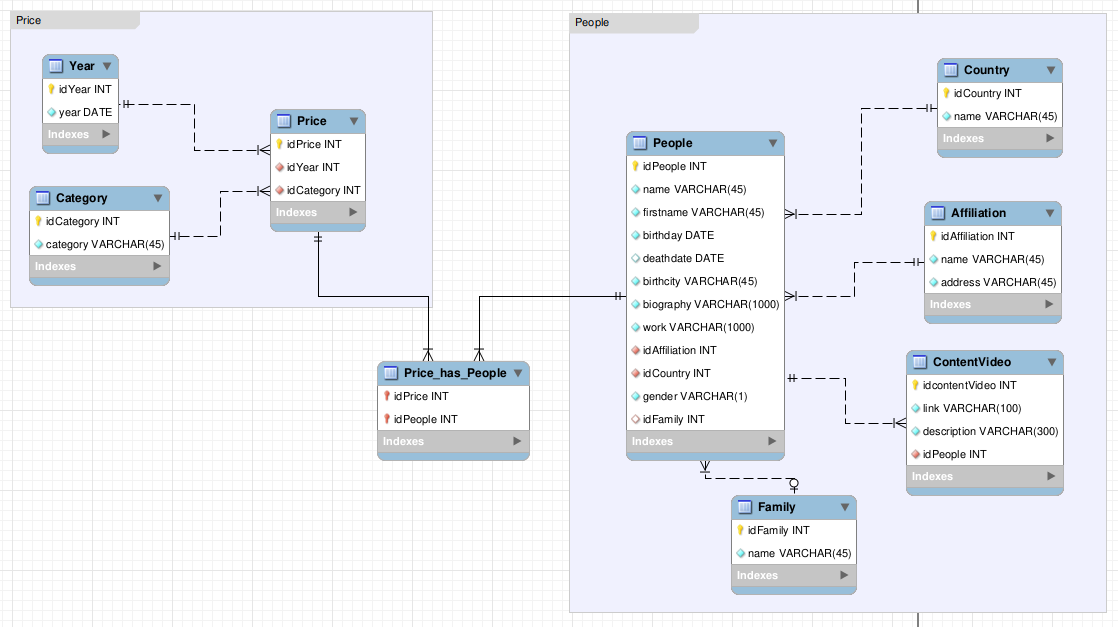 Price
Year
idYear INT
year DATE
Indexes
Category
idCategory INT
category VARCHAR(45)
Indexes
Price
idPrice INT
idYear INT
idCategory INT
Indexes
Price_has_People
idPrice INT
idPeople INT
Indexes
People
People
idPeople INT
name VARCHAR(45)
firstname VARCHAR(45)
birthday DATE
deathdate DATE
birthcity VARCHAR(45)
biography VARCHAR(1000)
work VARCHAR(1000)
idAffiliation INT
idCountry INT
gender VARCHAR(1)
idFamily INT
Indexes
Country
idCountry INT
name VARCHAR(45)
Indexes
Affiliation
idAffiliation INT
name VARCHAR(45)
address VARCHAR(45)
Indexes
ContentVideo
idcontentVideo INT
link VARCHAR(100)
description VARCHAR(300)
idPeople INT
Indexes
Family
idFamily INT
name VARCHAR(45)
Indexes